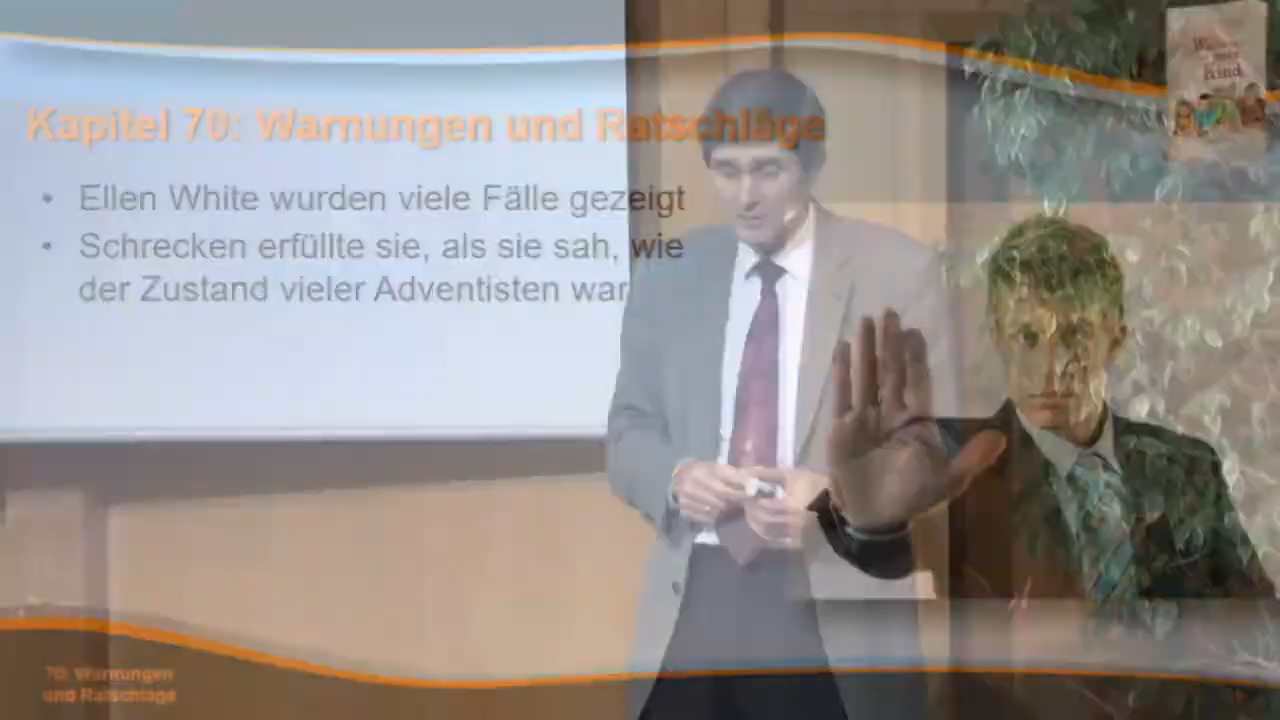 Kapitel 70: Warnungen und Ratschläge
• Ellen White wurden viele Fälle gezeigt
• Schrecken erfüllte sie, als sie sah, wie
der Zustand vieler Adventisten war
Kind
70: Warnungen
und Ratschläge